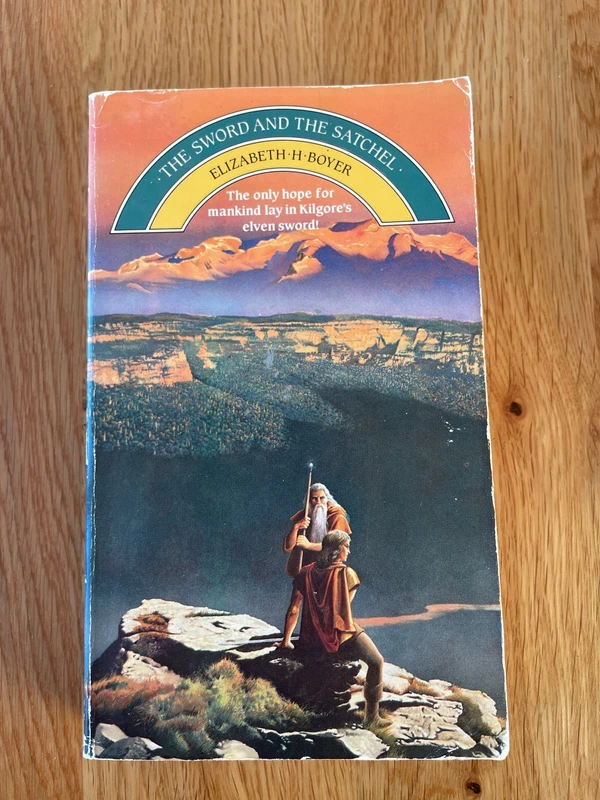 · THE SWORD AND THE SATCHEL ·
ELIZABETH·H·BOYER
The only hope for
mankind lay in Kilgore's
elven sword!